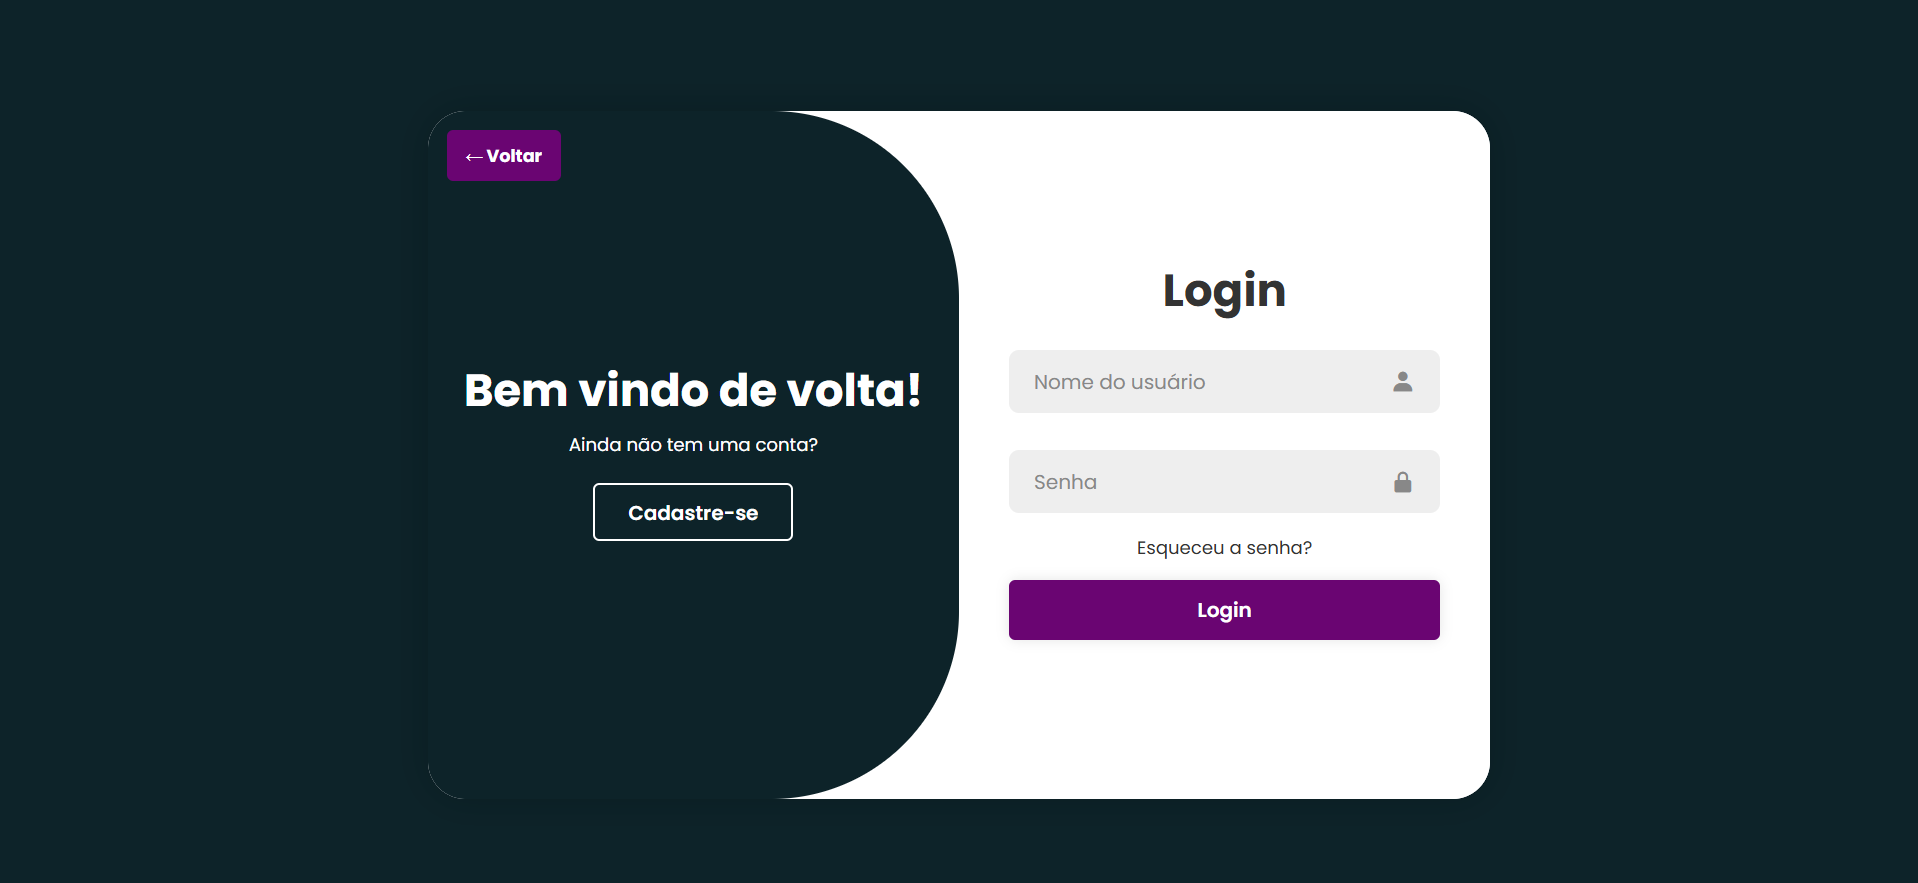 ← Voltar
Bem vindo de volta!
Ainda não tem uma conta?
Cadastre-se
Login
Nome do usuário
Senha
Esqueceu a senha?
Login